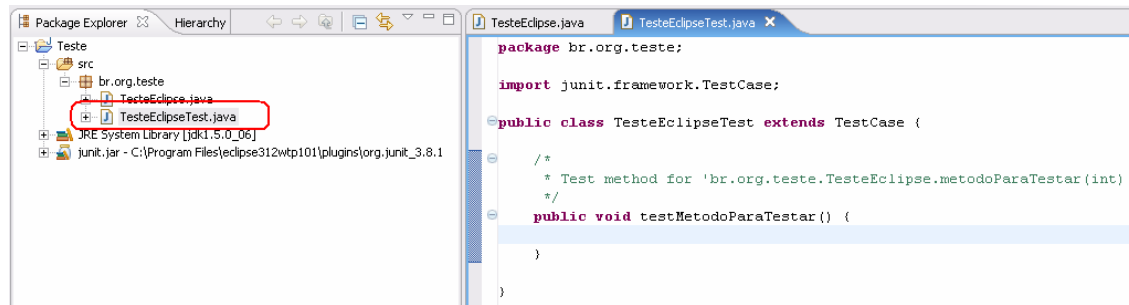 Package Explorer
Hierarchy
Teste
src
br.org.teste
TesteEclipse.java
TesteEclipseTest.java
JRE System Library [jdk1.5.0_06]
junit.jar - C:\Program Files\eclipse312wtp101\plugins\org.junit_3.8.1
TesteEclipse.java
TesteEclipseTest.java
package br.org.teste;
import junit.framework.TestCase;
public class TesteEclipseTest extends TestCase {
/*
* Test method for 'br.org.teste.TesteEclipse.metodoParaTestar(int)
*/
public void testMetodoParaTestar() {
}
}